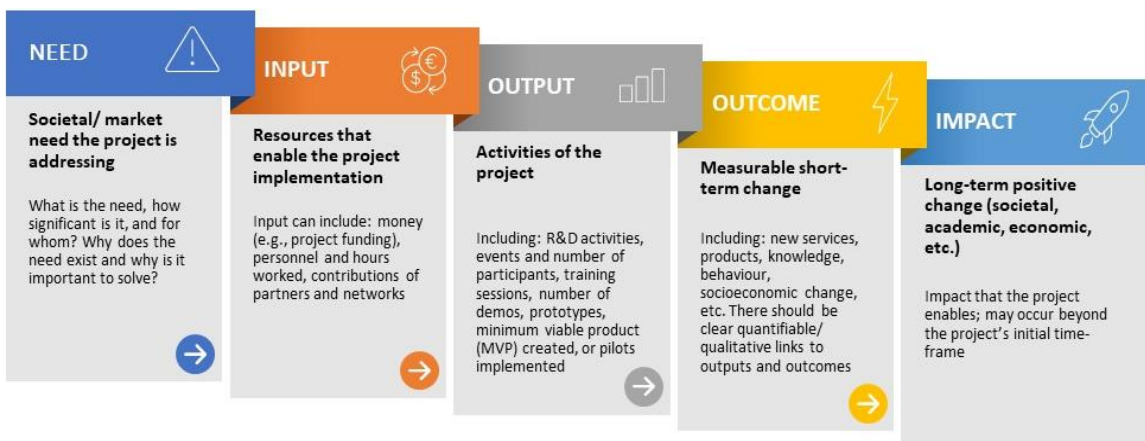 NEED
Societal/ market
need the project is
addressing
What is the need, how
significant is it, and for
whom? Why does the
need exist and why is it
important to solve?
INPUT
€
$
Resources that
enable the project
implementation
Input can include: money
(e.g., project funding),
personnel and hours
worked, contributions of
partners and networks
OUTPUT
Activities of the
project
Including: R&D activities,
events and number of
participants, training
sessions, number of
demos, prototypes,
minimum viable product
(MVP) created, or pilots
implemented
OUTCOME
Measurable short-
term change
Including: new services,
products, knowledge,
behaviour,
socioeconomic change,
etc. There should be
clear quantifiable/
qualitative links to
outputs and outcomes
IMPACT
Long-term positive
change (societal,
academic, economic,
etc.)
Impact that the project
enables; may occur beyond
the project's initial time-
frame